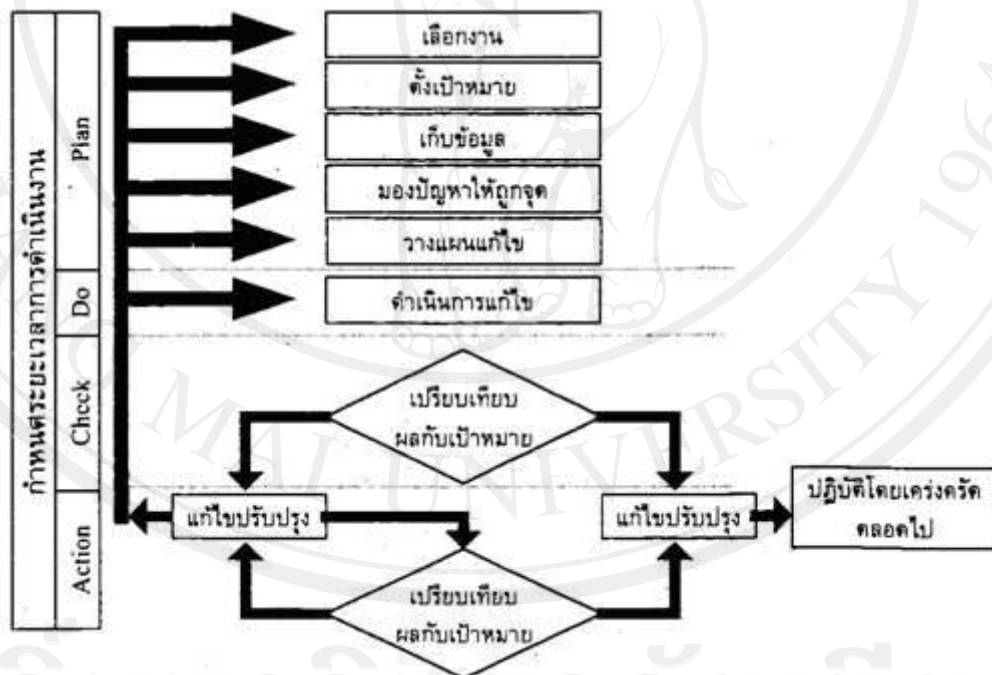 กำหนดระยะเวลาการดำเนินงาน
Plan
เลือกงาน
ตั้งเป้าหมาย
เก็บข้อมูล
มองปัญหาให้ถูกจุด
วางแผนแก้ไข
Do
ดำเนินการแก้ไข
Check
เปรียบเทียบ
ผลกับเป้าหมาย
Action
แก้ไขปรับปรุง
แก้ไขปรับปรุง
ปฏิบัติโดยเคร่งครัด
ตลอดไป
เปรียบเทียบ
ผลกับเป้าหมาย
MAI UNIVERSITY 1964